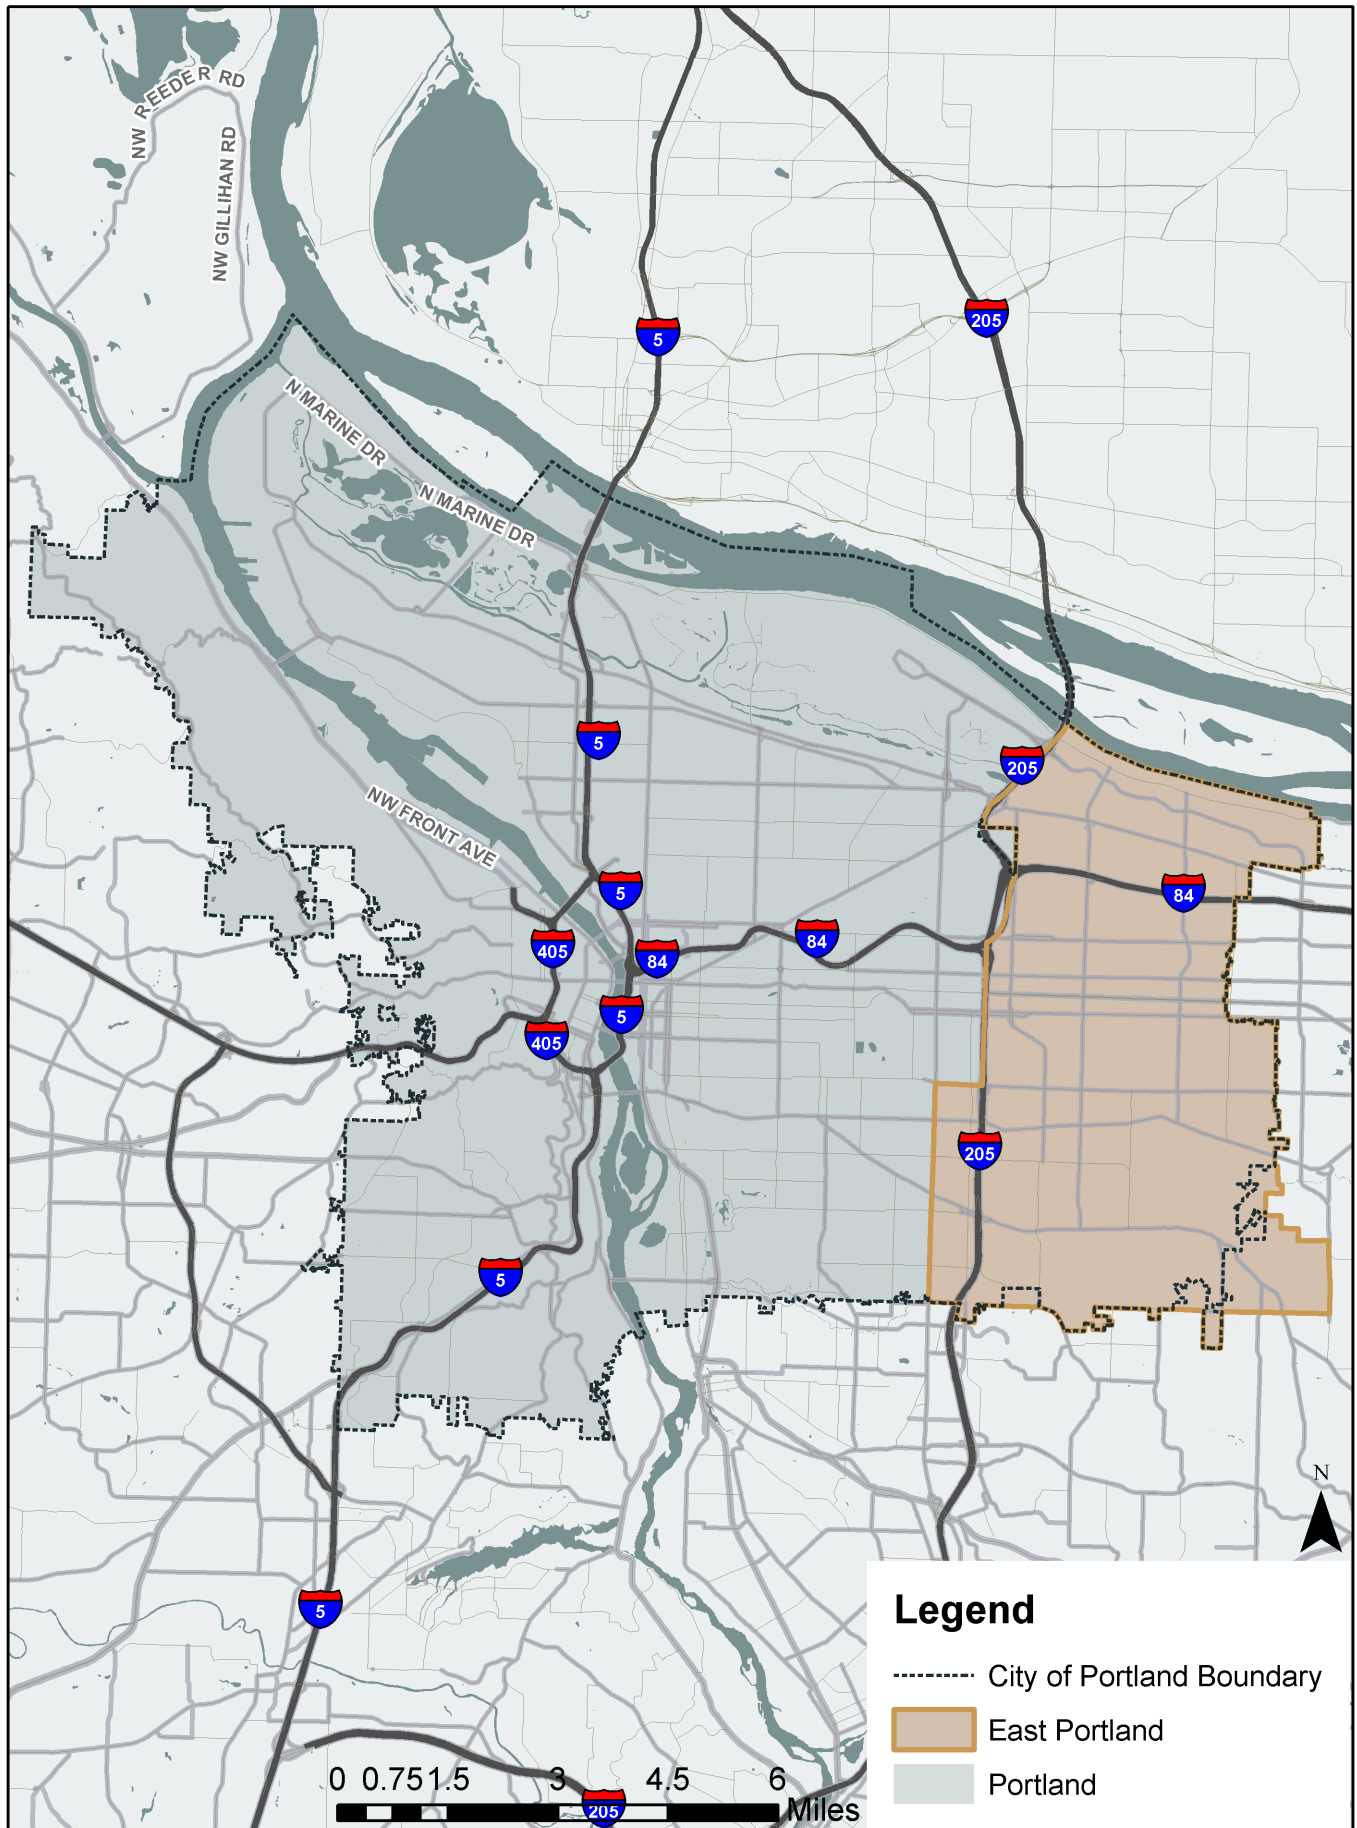 NW REEDER RD
NW GILLIHAN RD
205
5
N MARINE DR
N MARINE DR
5
205
NW FRONT AVE
5
84
405
84
84
5
405
205
5
N
5
Legend
City of Portland Boundary
East Portland
Portland
0 0.75 1.5 3 4.5 6
Miles
205